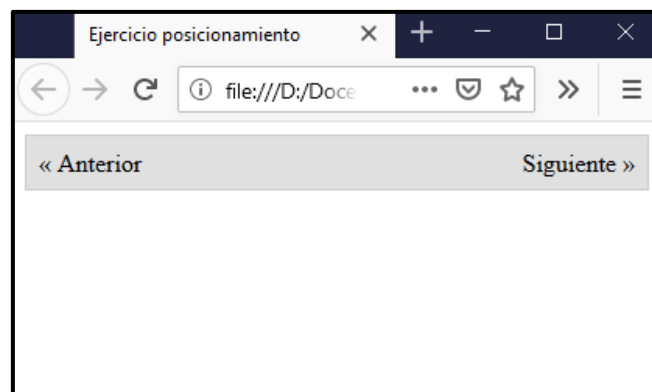 Ejercicio posicionamiento
file:///D:/Doce
« Anterior
Siguiente »